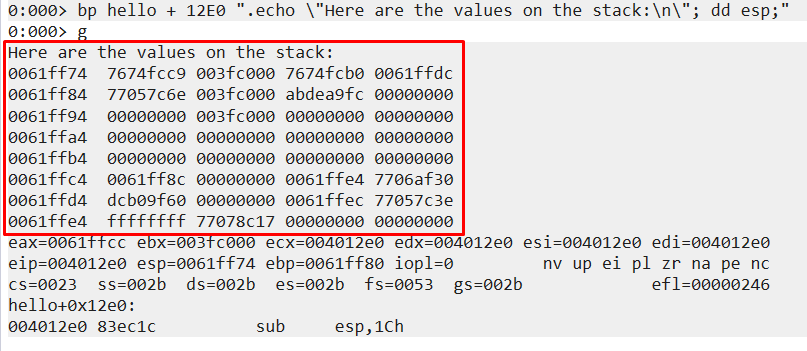 0:000> bp hello + 12E0 ".echo \"Here are the values on the stack:\n\"; dd esp;"
0:000> g
Here are the values on the stack:
0061ff74  7674fcc9 003fc000 7674fcb0 0061ffdc
0061ff84  77057c6e 003fc000 abdea9fc 00000000
0061ff94  00000000 003fc000 00000000 00000000
0061ffa4  00000000 00000000 00000000 00000000
0061ffb4  00000000 00000000 00000000 00000000
0061ffc4  0061ff8c 00000000 0061ffe4 7706af30
0061ffd4  dcb09f60 00000000 0061ffec 77057c3e
0061ffe4  ffffffff 77078c17 00000000 00000000
eax=0061ffcc ebx=003fc000 ecx=004012e0 edx=004012e0 esi=004012e0 edi=004012e0
eip=004012e0 esp=0061ff74 ebp=0061ff80 iopl=0         nv up ei pl zr na pe nc
cs=0023  ss=002b  ds=002b  es=002b  fs=0053  gs=002b             efl=00000246
hello+0x12e0:
004012e0 83ec1c          sub     esp,1Ch